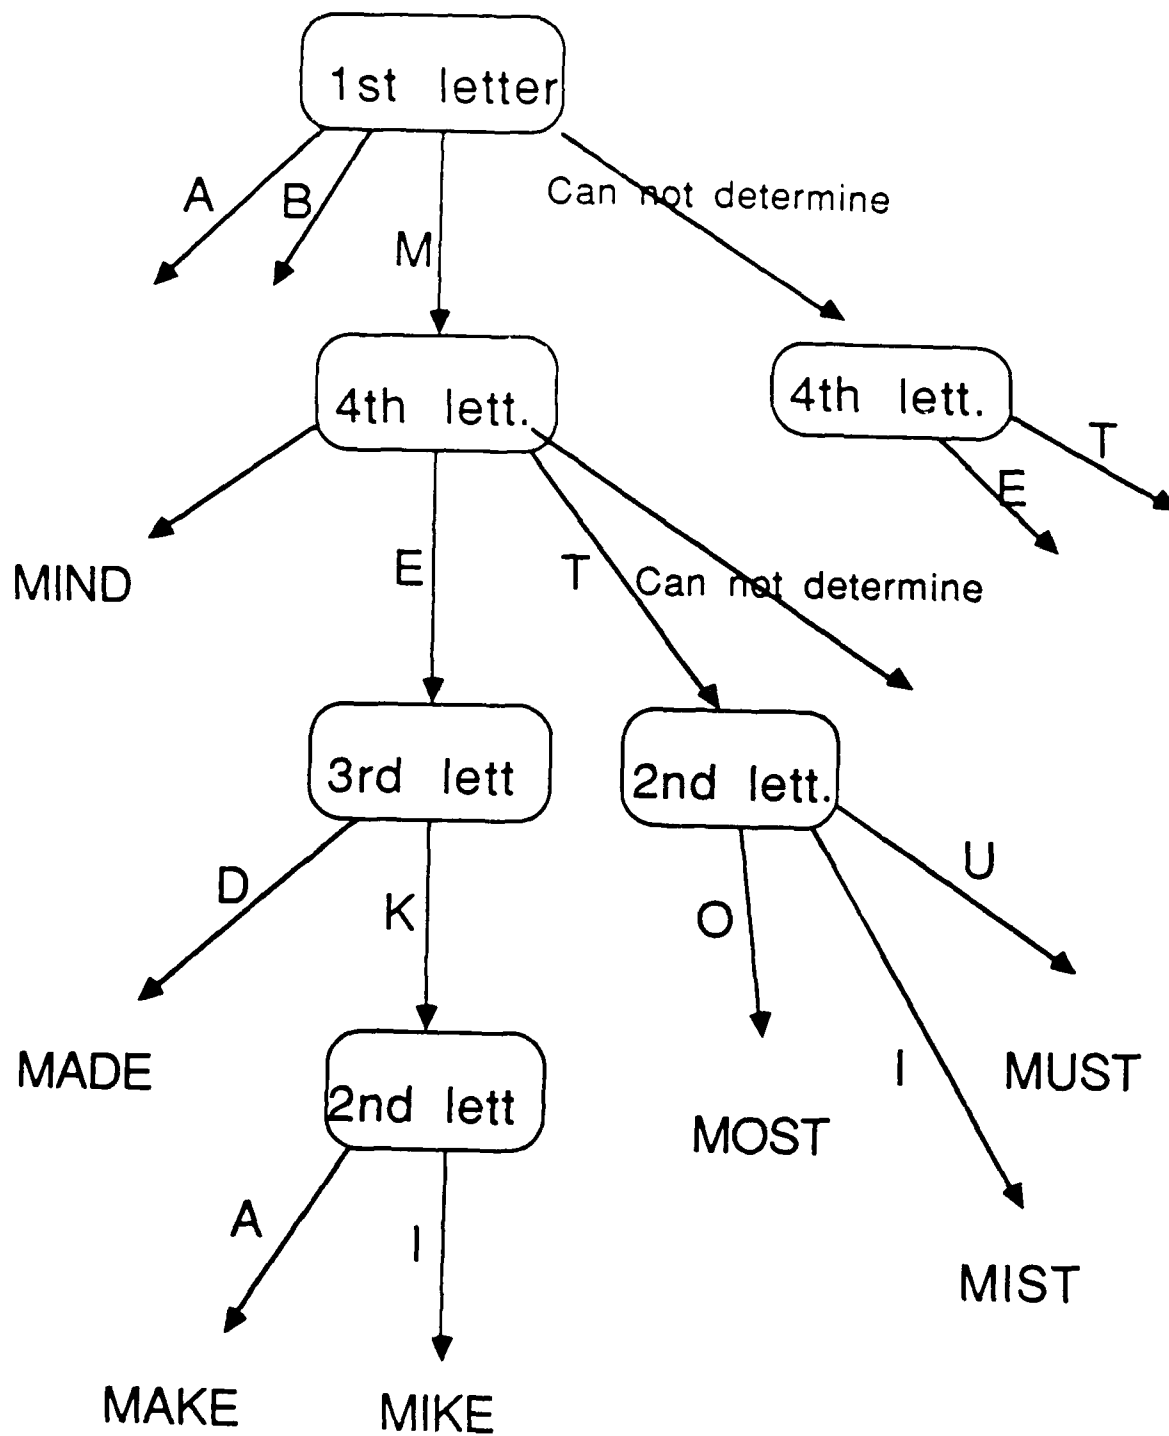 1st letter
A
B
Can not determine
M
4th lett.
4th lett.
T
E
MIND
E
T
Can not determine
3rd lett
2nd lett.
D
K
O
U
MADE
2nd lett
I
MUST
MOST
A
I
MIST
MAKE
MIKE